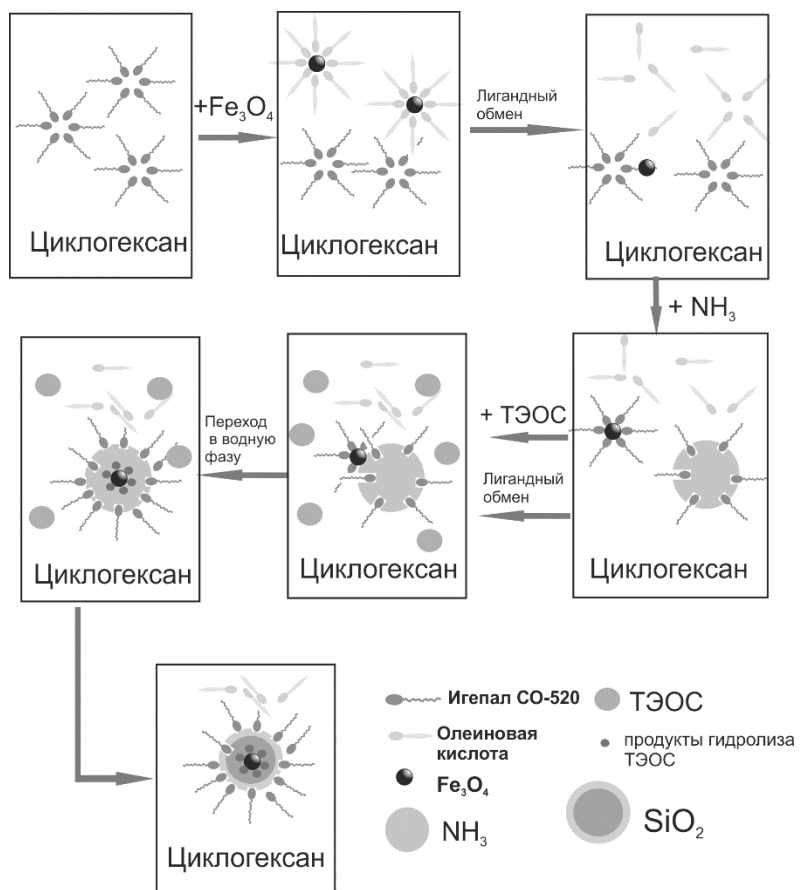 Циклогексан
+Fe₃O₄
Циклогексан
Лигандный
обмен
Циклогексан
+ NH₃
Циклогексан
+ ТЭОС
Лигандный
обмен
Циклогексан
Переход
в водную
фазу
Циклогексан
Циклогексан
Игепал СО-520
Олеиновая
кислота
Fe₃O₄
NH₃
ТЭОС
продукты гидролиза
ТЭОС
SiO₂